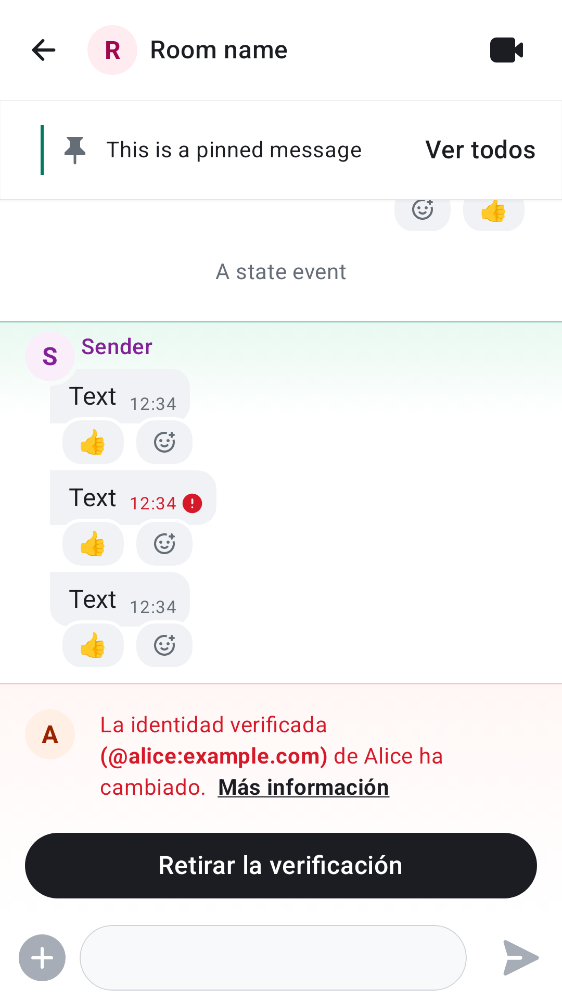 R Room name
This is a pinned message Ver todos
👍
A state event
S Sender
Text 12:34
👍
Text 12:34
👍
Text 12:34
👍
A La identidad verificada
(@alice:example.com) de Alice ha
cambiado. Más información
Retirar la verificación